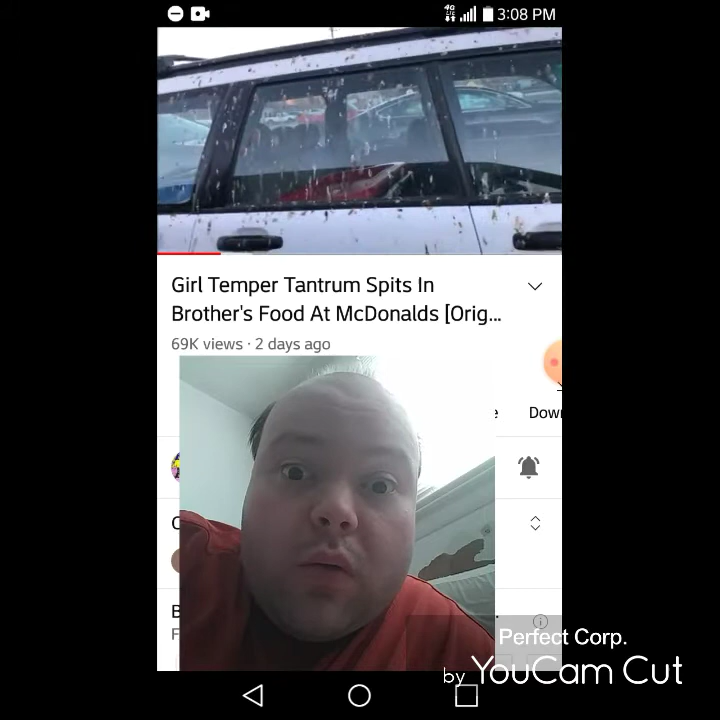 3:08 PM
Girl Temper Tantrum Spits In
Brother's Food At McDonalds [Orig...
69K views · 2 days ago
Perfect Corp.
by YouCam Cut